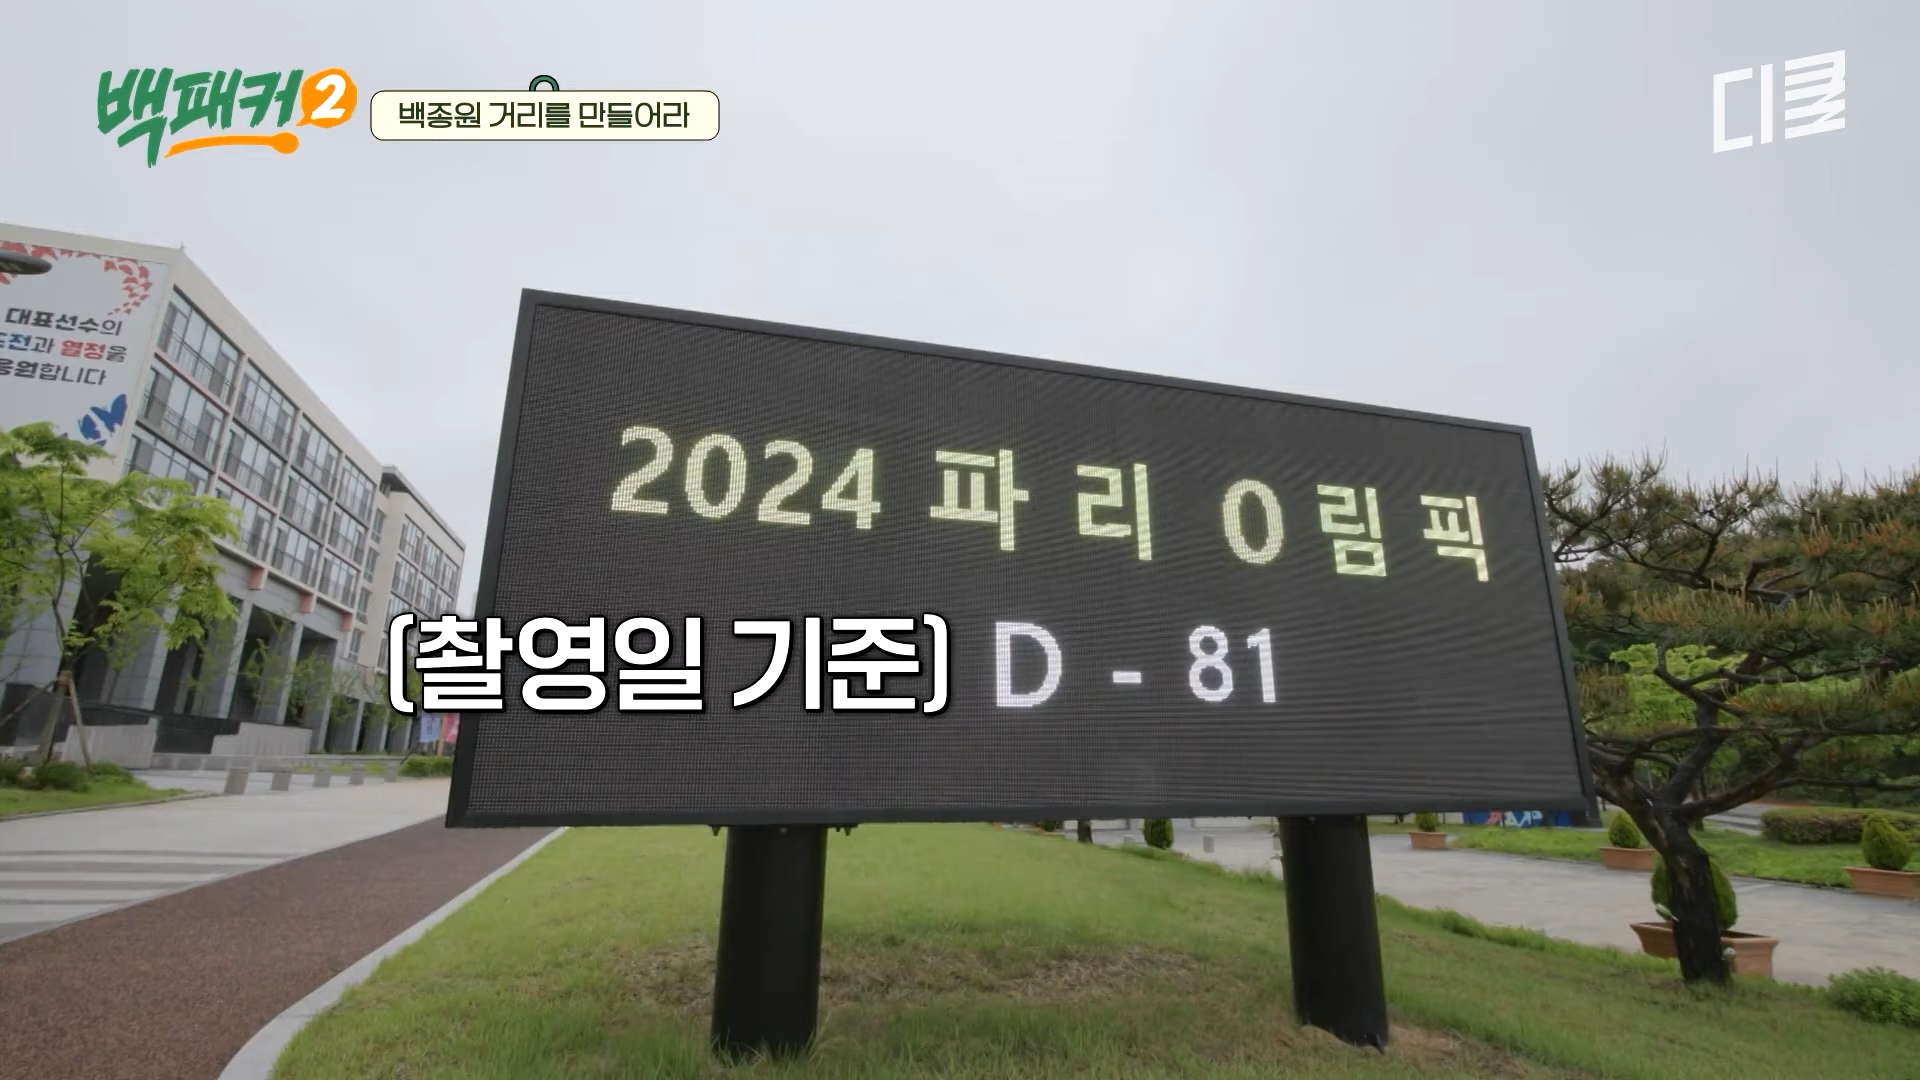 백패커2
백종원 거리를 만들어라
디글
대표선수의
도전과 열정을
응원합니다
2024 파리 0림픽
(촬영일 기준) D - 81